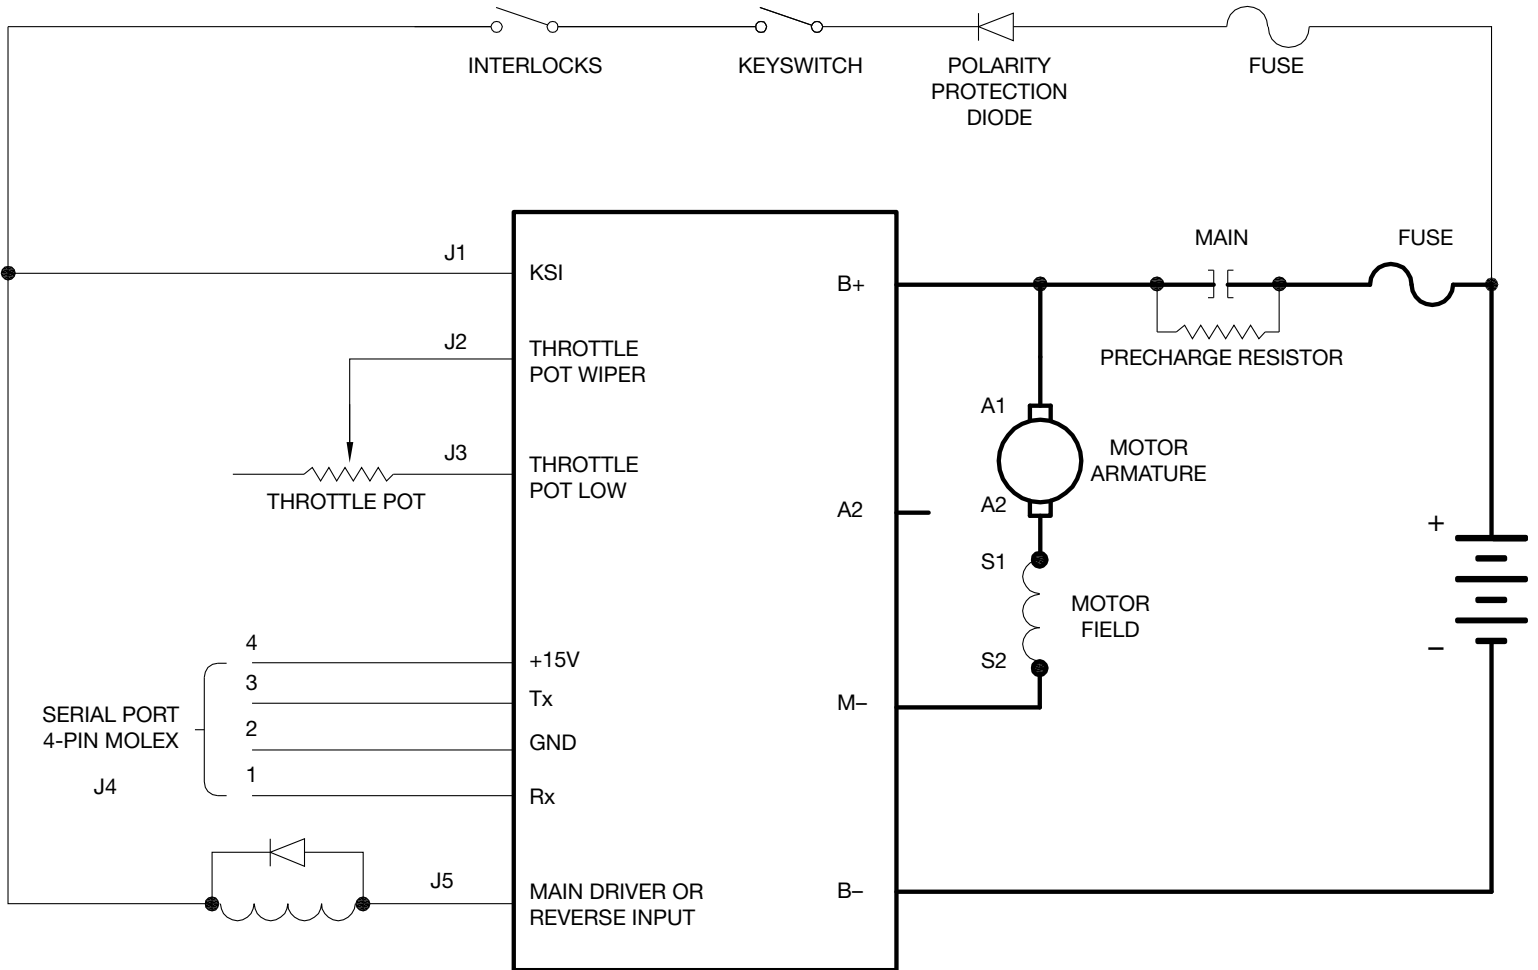 INTERLOCKS
KEYSWITCH
POLARITY
PROTECTION
DIODE
FUSE
MAIN
FUSE
J1
KSI
B+
J2
THROTTLE
POT WIPER
PRECHARGE RESISTOR
A1
MOTOR
ARMATURE
J3
THROTTLE
POT LOW
THROTTLE POT
A2
A2
+
S1
MOTOR
FIELD
–
S2
4
+15V
3
Tx
M–
SERIAL PORT
4-PIN MOLEX
2
GND
J4
1
Rx
J5
MAIN DRIVER OR
REVERSE INPUT
B–